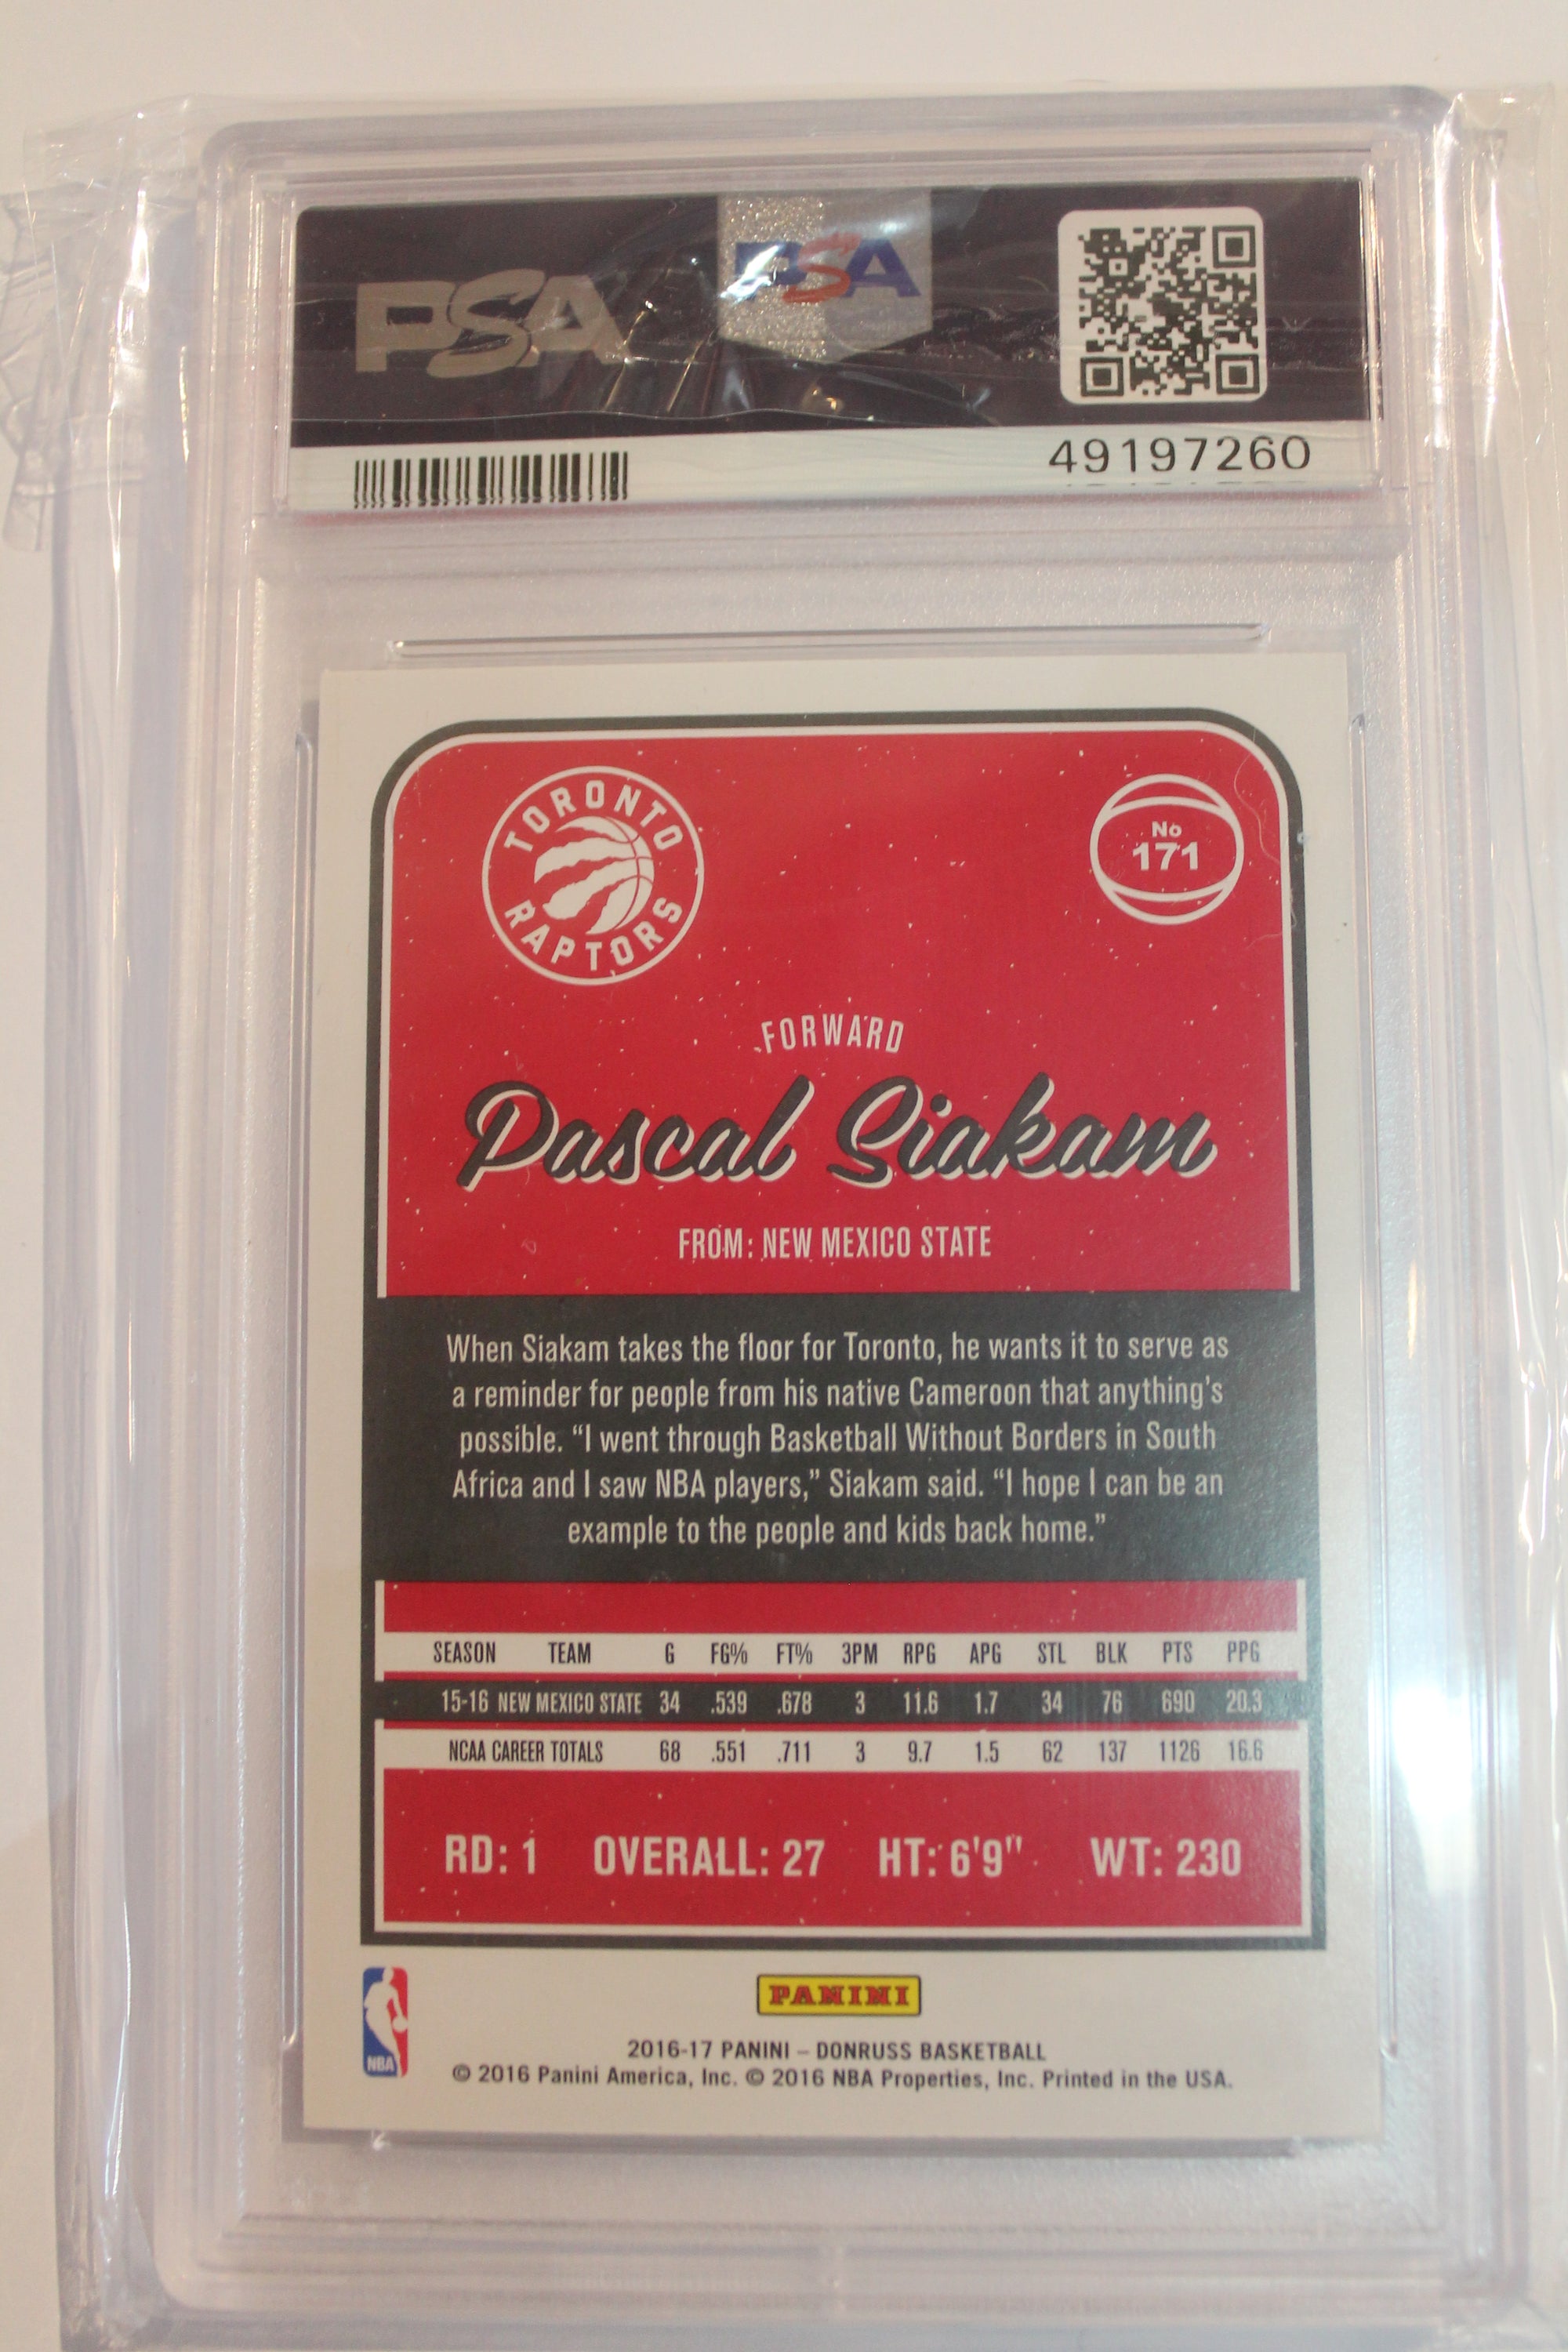 PSA
PSA
49197260
TORONTO
RAPTORS
No
171
FORWARD
Pascal Siakam
FROM: NEW MEXICO STATE
When Siakam takes the floor for Toronto, he wants it to serve as
a reminder for people from his native Cameroon that anything's
possible. “I went through Basketball Without Borders in South
Africa and I saw NBA players,” Siakam said. “I hope I can be an
example to the people and kids back home.”
SEASON TEAM G FG% FT% 3PM RPG APG STL BLK PTS PPG
15-16 NEW MEXICO STATE 34 .539 .678 3 11.6 1.7 34 76 690 20.3
NCAA CAREER TOTALS 68 .551 .711 3 9.7 1.5 62 137 1126 16.6
RD: 1 OVERALL: 27 HT: 6'9" WT: 230
NBA
PANINI
2016-17 PANINI – DONRUSS BASKETBALL
© 2016 Panini America, Inc. © 2016 NBA Properties, Inc. Printed in the USA.